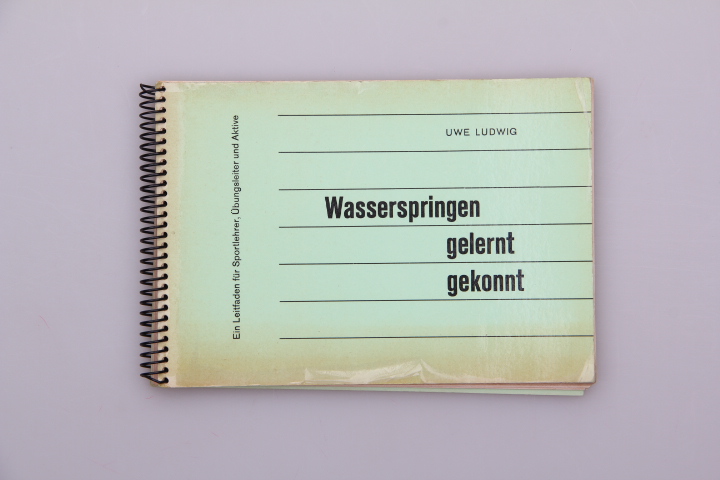 Ein Leitfaden für Sportlehrer, Übungsleiter und Aktive
UWE LUDWIG
Wasserspringen
gelernt
gekonnt